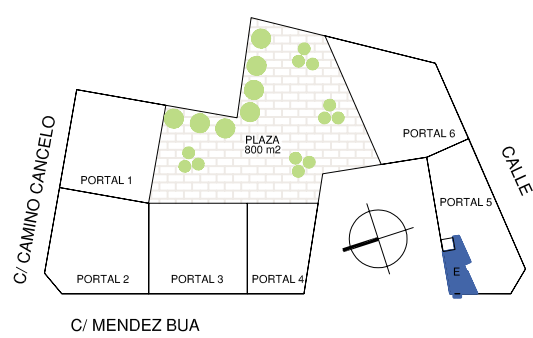 C/ CAMINO CANCELO
PLAZA
800 m2
PORTAL 6
CALLE
PORTAL 1
PORTAL 5
PORTAL 2
PORTAL 3
PORTAL 4
E
C/ MENDEZ BUA